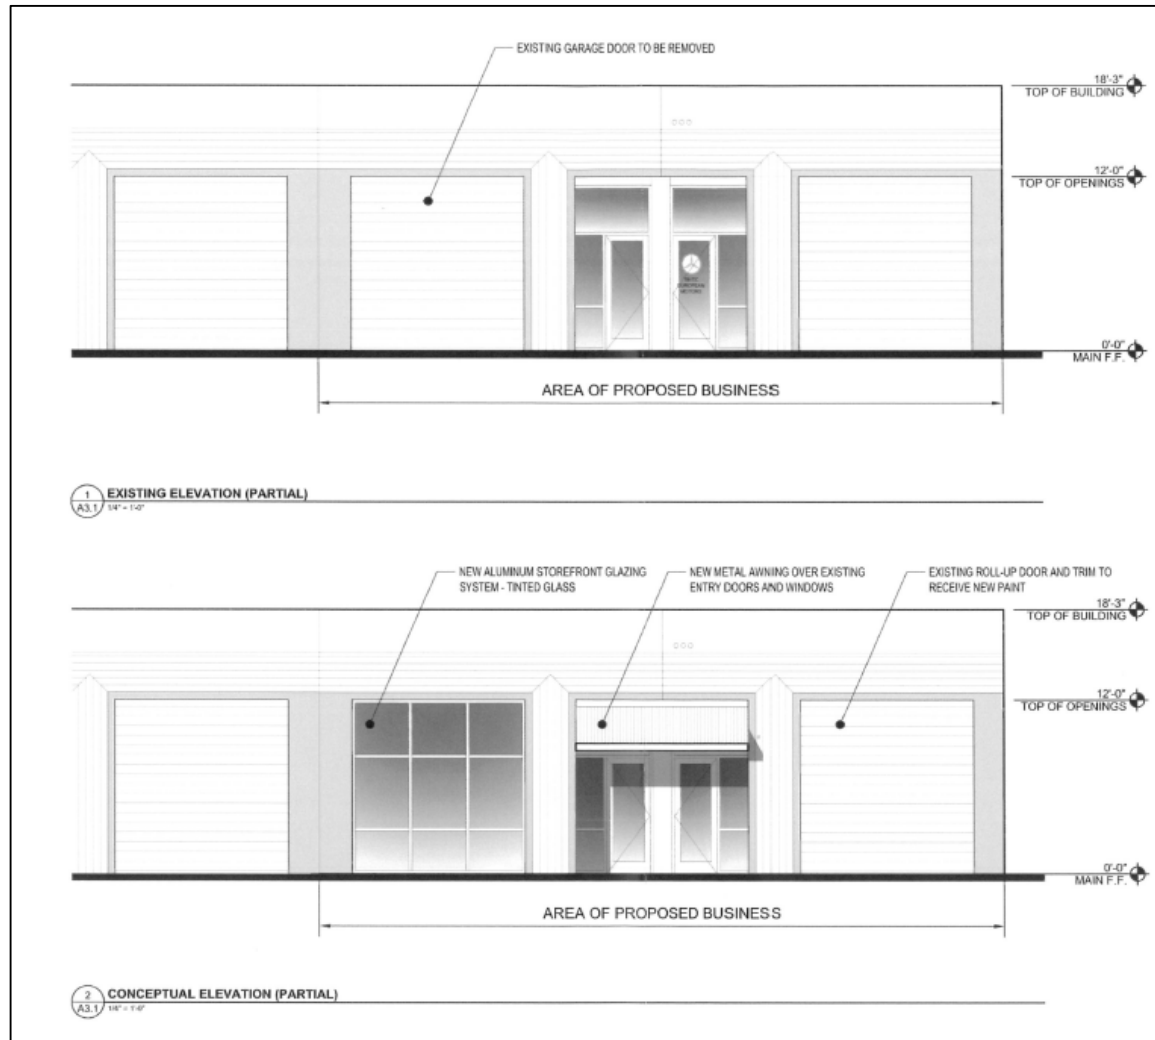 EXISTING GARAGE DOOR TO BE REMOVED
18'-3"
TOP OF BUILDING
12'-0"
TOP OF OPENINGS
EUROPEAN
MOTORS
0'-0"
MAIN F.F.
AREA OF PROPOSED BUSINESS
1
A3.1
EXISTING ELEVATION (PARTIAL)
1/4" = 1'-0"
NEW ALUMINUM STOREFRONT GLAZING
SYSTEM - TINTED GLASS
NEW METAL AWNING OVER EXISTING
ENTRY DOORS AND WINDOWS
EXISTING ROLL-UP DOOR AND TRIM TO
RECEIVE NEW PAINT
18'-3"
TOP OF BUILDING
12'-0"
TOP OF OPENINGS
0'-0"
MAIN F.F.
AREA OF PROPOSED BUSINESS
2
A3.1
CONCEPTUAL ELEVATION (PARTIAL)
1/4" = 1'-0"